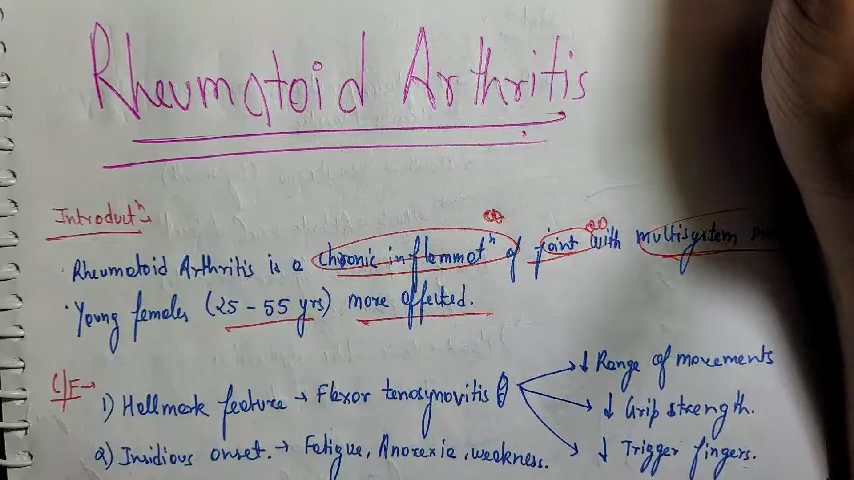 Rheumatoid Arthritis
Introductⁿ:-
· Rheumatoid Arthritis is a chronic inflammatⁿ of joint with multisystem
· Young females (25 - 55 yrs) more affected.
C/F →
1) Hallmark feature → Flexor tenosynovitis
↓ Range of movements
↓ Grip strength.
↓ Trigger fingers.
2) Insidious onset. → Fatigue, Anorexia, weakness.